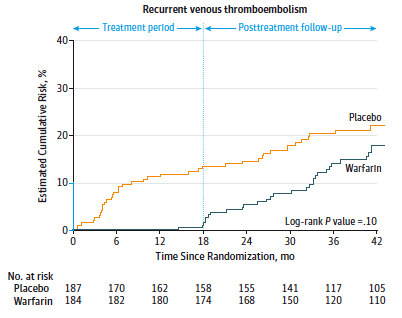 Recurrent venous thromboembolism
Treatment period
Posttreatment follow-up
40
30
20
10
0
Estimated Cumulative Risk, %
Placebo
Warfarin
Log-rank P value = .10
0 6 12 18 24 30 36 42
Time Since Randomization, mo
No. at risk
Placebo 187 170 162 158 155 141 117 105
Warfarin 184 182 180 174 168 150 120 110